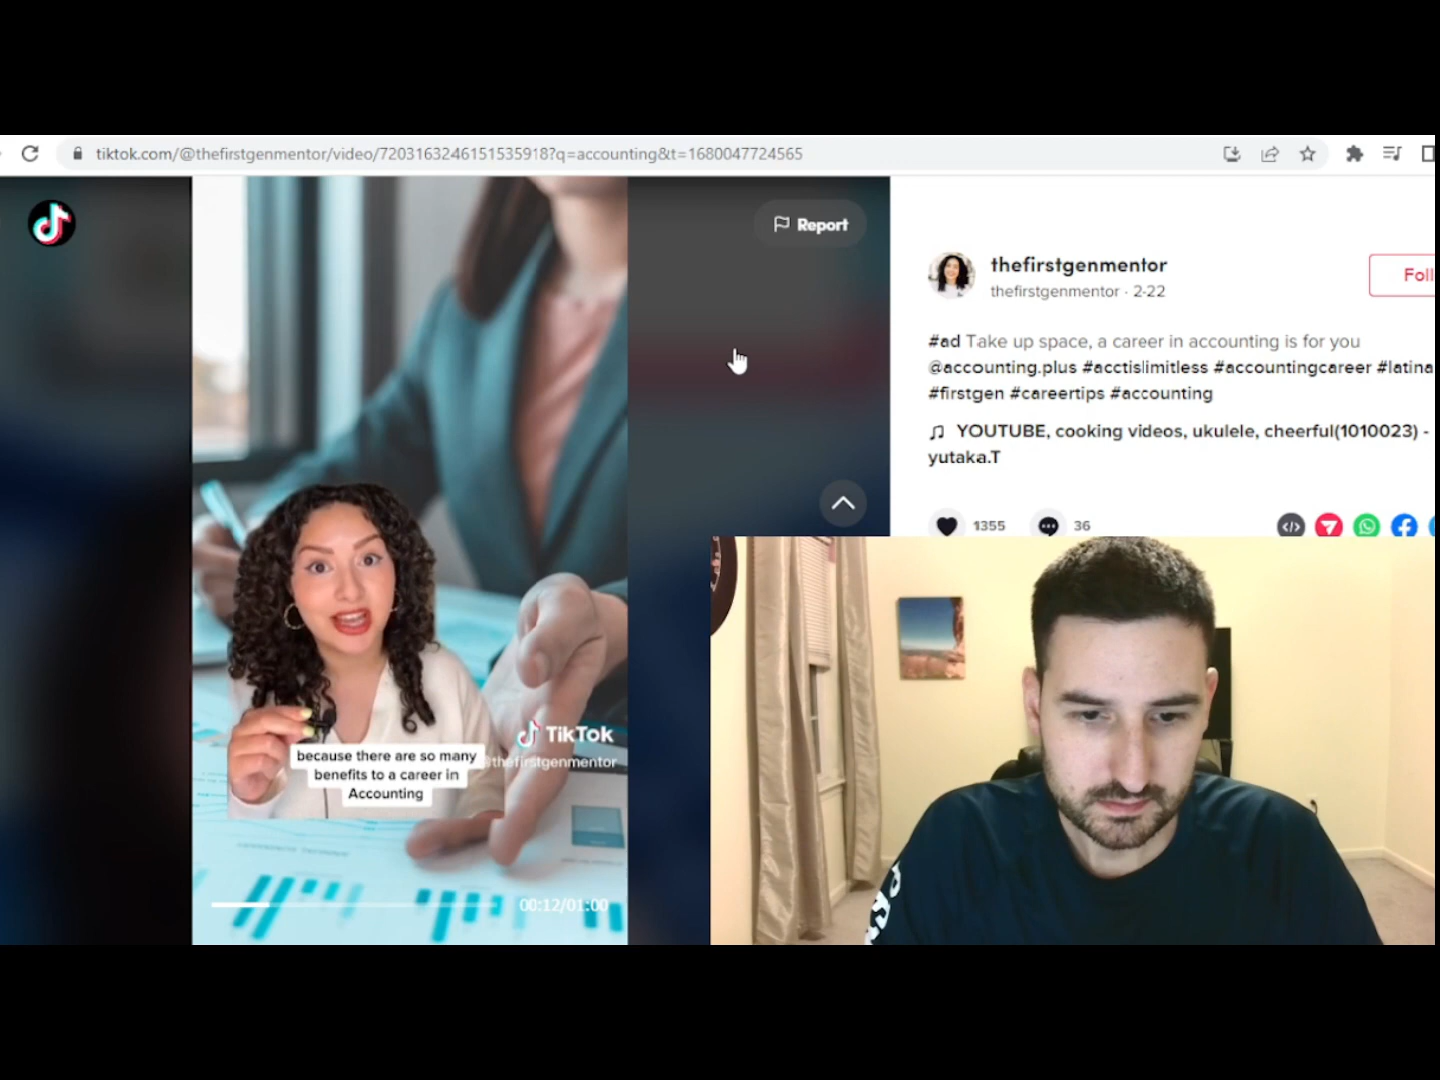 tiktok.com/@thefirstgenmentor/video/7203163246151535918?q=accounting&t=1680047724565
Report
thefirstgenmentor
thefirstgenmentor · 2-22
Foll
#ad Take up space, a career in accounting is for you
@accounting.plus #acctislimitless #accountingcareer #latina
#firstgen #careertips #accounting
YOUTUBE, cooking videos, ukulele, cheerful(1010023) -
yutaka.T
1355
36
TikTok
@thefirstgenmentor
because there are so many
benefits to a career in
Accounting
00:12/01:00